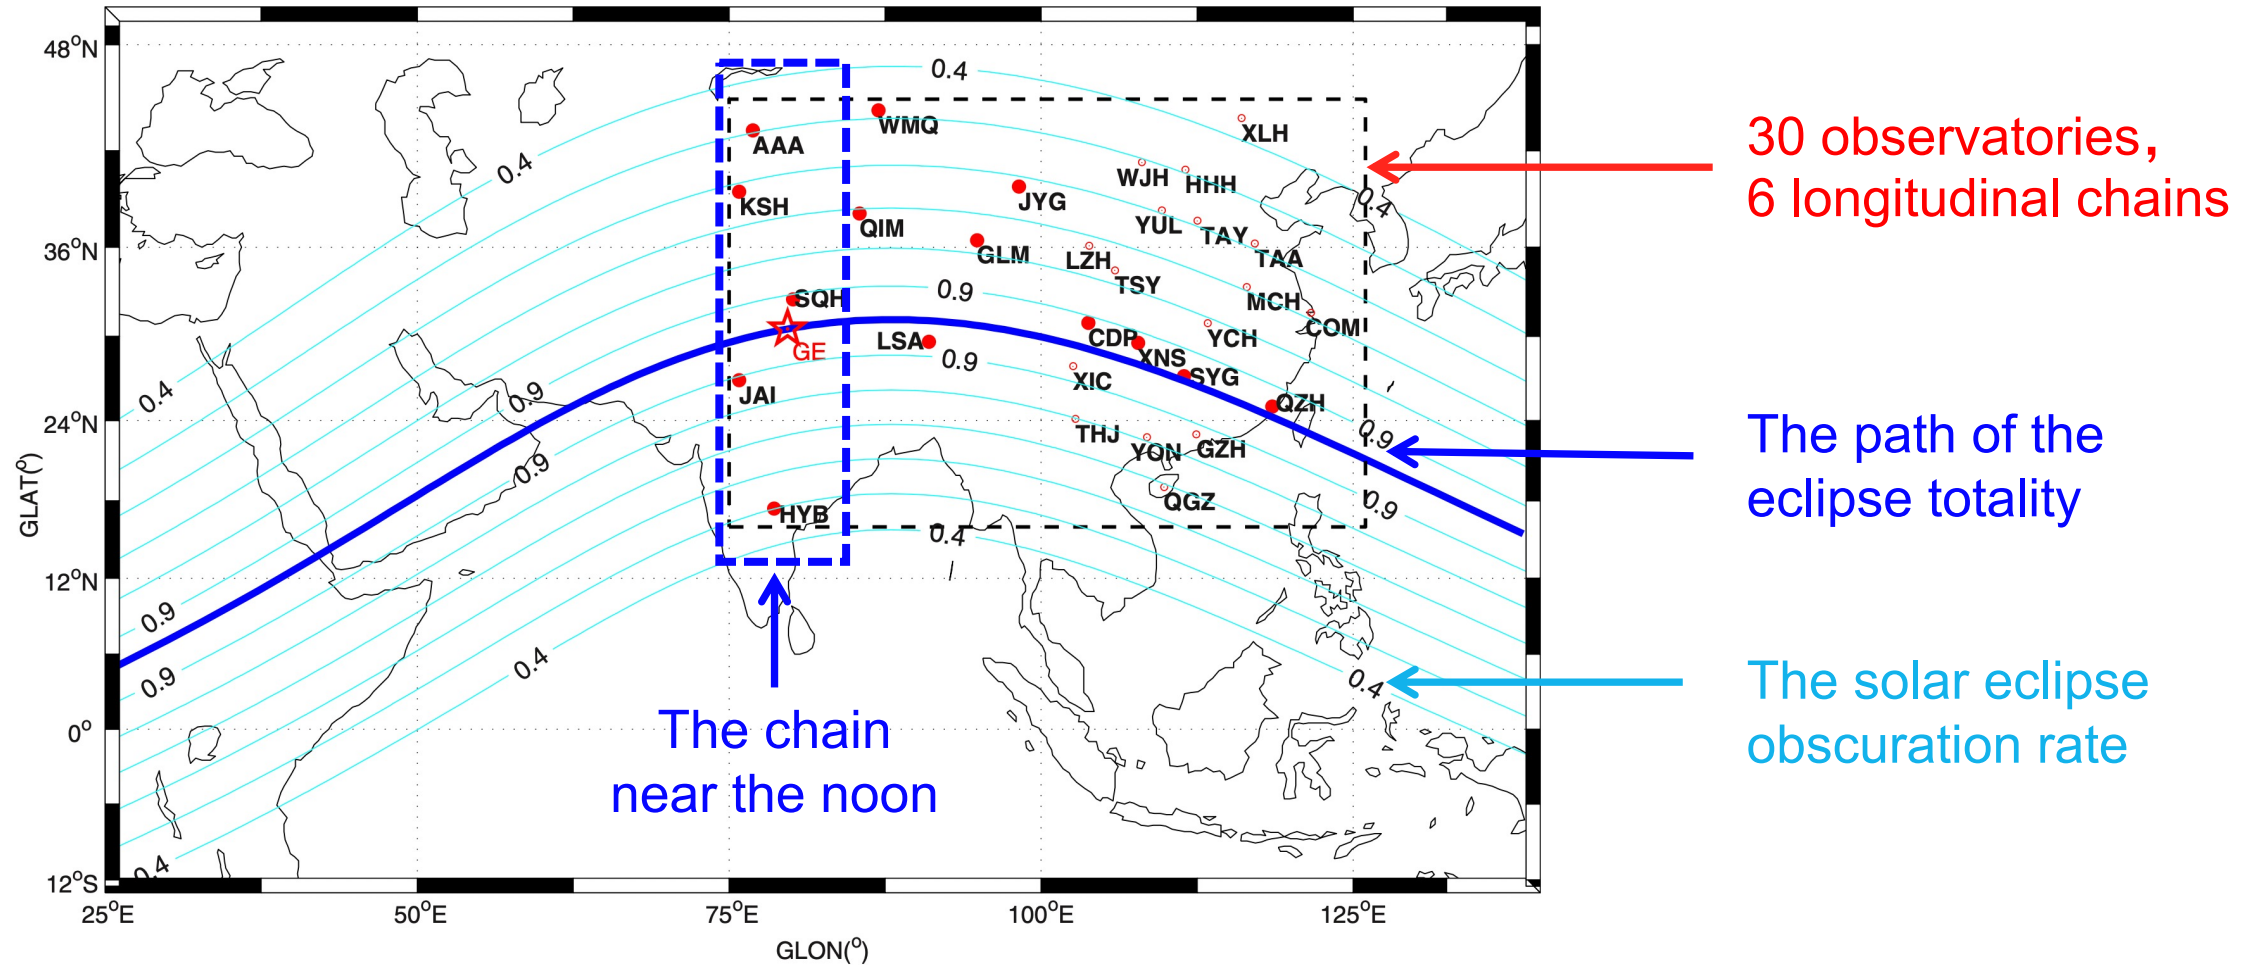 48°N
36°N
24°N
12°N
0°
12°S
GLAT(°)
25°E
50°E
75°E
100°E
125°E
GLON(°)
0.4
0.4
0.4
0.4
0.9
0.9
0.9
0.9
0.9
0.9
0.9
0.9
0.4
0.4
0.4
0.4
AAA
WMQ
XLH
KSH
QIM
JYG
WJH
HHH
GLM
YUL
TAY
LZH
TAA
TSY
SQH
MCH
GE
LSA
CDP
YCH
COM
XNS
JAI
XIC
SYG
QZH
THJ
YON
GZH
HYB
QGZ
The chain
near the noon
30 observatories,
6 longitudinal chains
The path of the
eclipse totality
The solar eclipse
obscuration rate